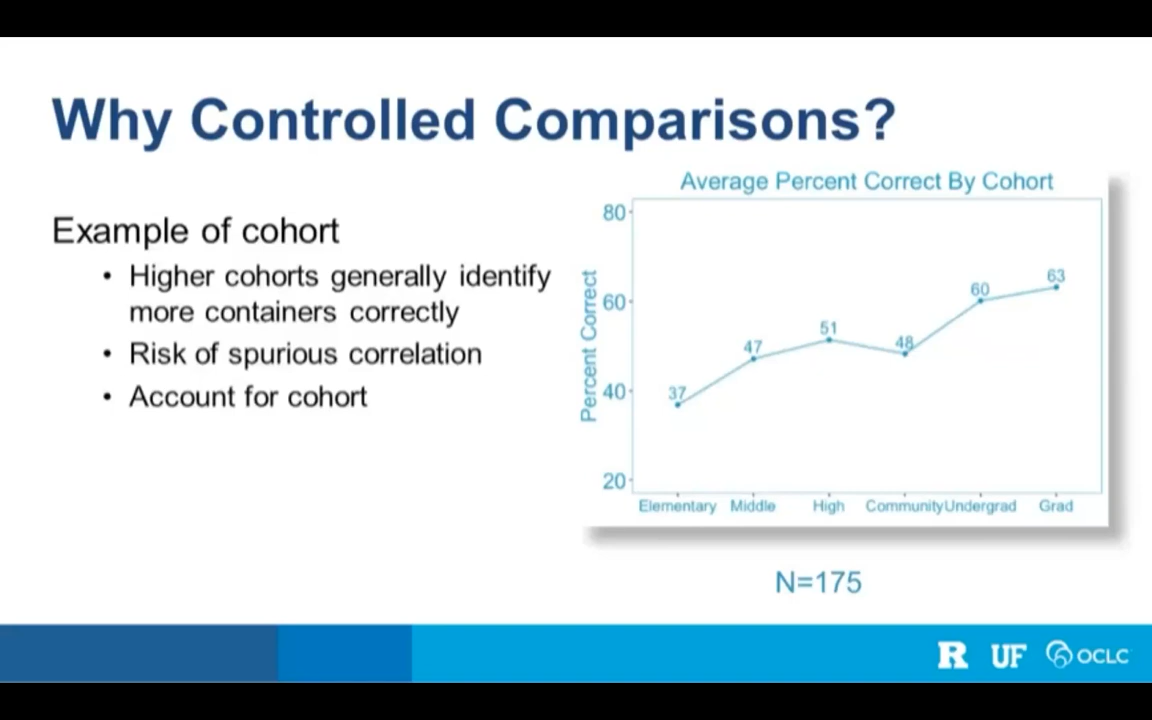 Why Controlled Comparisons?
Example of cohort
• Higher cohorts generally identify
more containers correctly
• Risk of spurious correlation
• Account for cohort
Average Percent Correct By Cohort
Percent Correct
80
60
40
20
37
47
51
48
60
63
Elementary Middle High Community Undergrad Grad
N=175
R UF OCLC